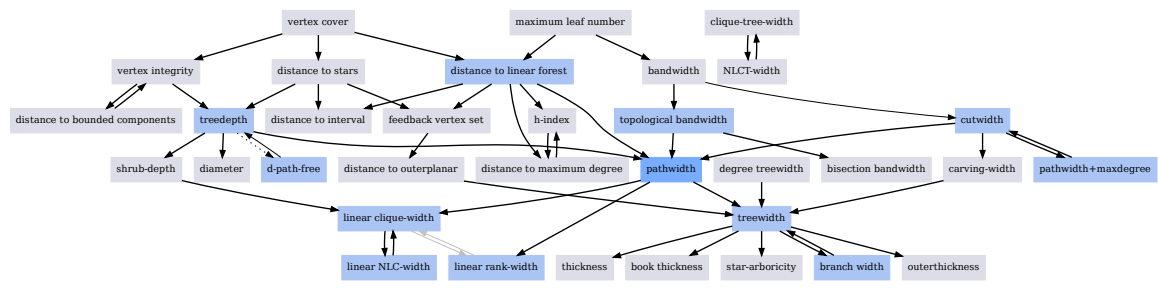 vertex cover
maximum leaf number
clique-tree-width
vertex integrity
distance to stars
distance to linear forest
bandwidth
NLCT-width
distance to bounded components
treedepth
distance to interval
feedback vertex set
h-index
topological bandwidth
cutwidth
shrub-depth
diameter
d-path-free
distance to outerplanar
distance to maximum degree
pathwidth
degree treewidth
bisection bandwidth
carving-width
pathwidth+maxdegree
linear clique-width
treewidth
linear NLC-width
linear rank-width
thickness
book thickness
star-arboricity
branch width
outerthickness